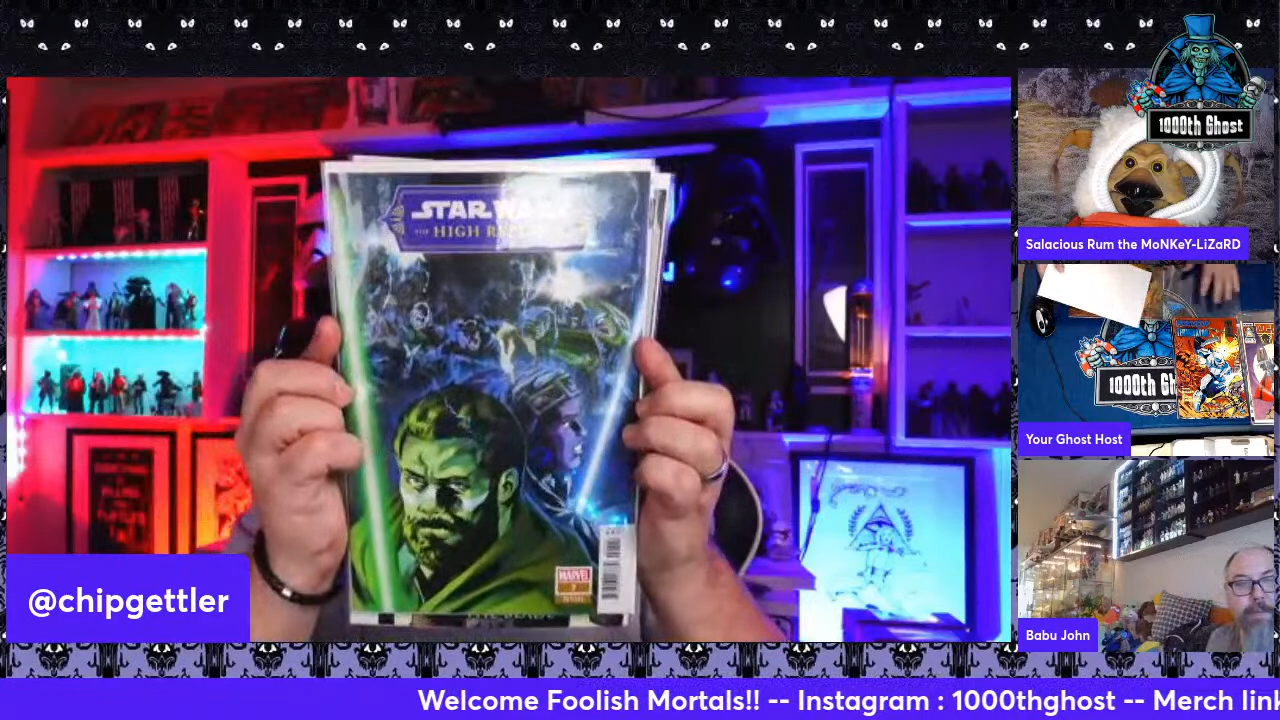 1000th Ghost
STAR WARS
THE HIGH REPUBLIC
MARVEL
Salacious Rum the MoNKeY-LiZaRD
1000th Gh
Your Ghost Host
@chipgettler
Babu John
Welcome Foolish Mortals!! -- Instagram : 1000thghost -- Merch link